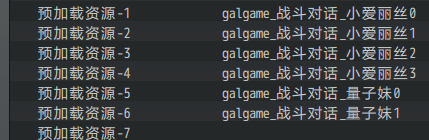 预加载资源-1 galgame_战斗对话_小爱丽丝0
预加载资源-2 galgame_战斗对话_小爱丽丝1
预加载资源-3 galgame_战斗对话_小爱丽丝2
预加载资源-4 galgame_战斗对话_小爱丽丝3
预加载资源-5 galgame_战斗对话_量子妹0
预加载资源-6 galgame_战斗对话_量子妹1
预加载资源-7